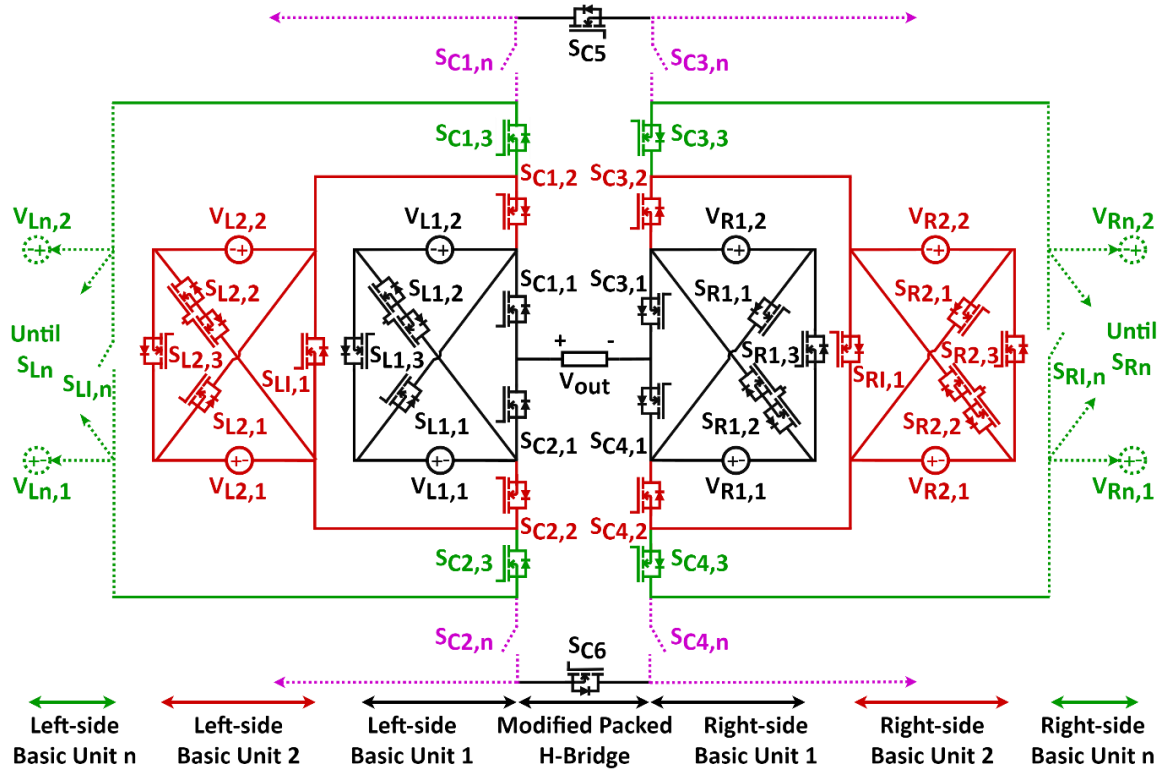 SC5
SC1,n
SC3,n
SC1,3
SC3,3
SC1,2
SC3,2
VLn,2
VL2,2
VL1,2
VR1,2
VR2,2
VRn,2
-+
-+
-+
-+
-+
-+
SL2,2
SL1,2
SC1,1
SC3,1
SR1,1
SR2,1
Until
SLn
SLI,n
SL2,3
SLI,1
SL1,3
+
-
Vout
SR1,3
SRI,1
SR2,3
SRI,n
Until
SRn
SL2,1
SL1,1
SC2,1
SC4,1
SR1,2
SR2,2
+-
+-
+-
+-
+-
+-
VLn,1
VL2,1
VL1,1
VR1,1
VR2,1
VRn,1
SC2,2
SC4,2
SC2,3
SC4,3
SC2,n
SC4,n
SC6
Left-side
Basic Unit n
Left-side
Basic Unit 2
Left-side
Basic Unit 1
Modified Packed
H-Bridge
Right-side
Basic Unit 1
Right-side
Basic Unit 2
Right-side
Basic Unit n